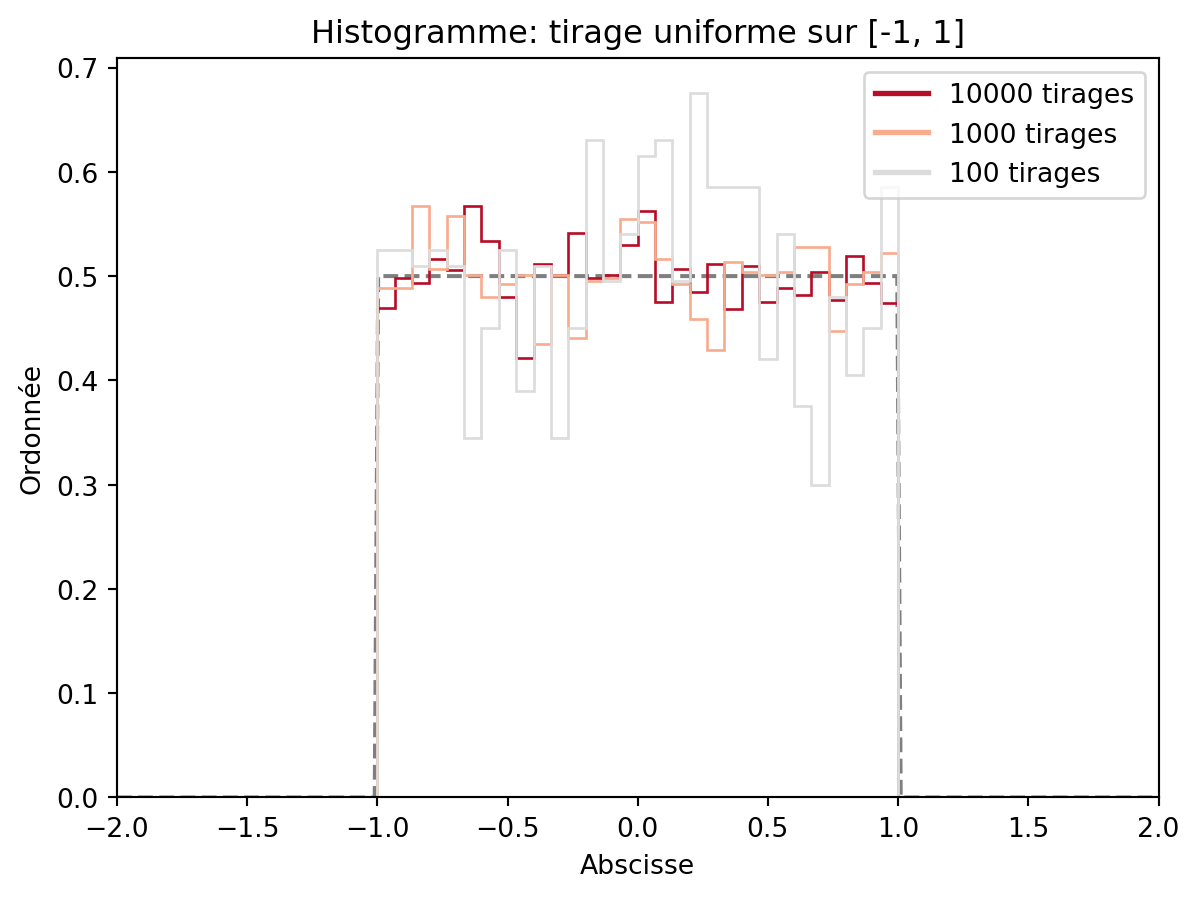 Histogramme: tirage uniforme sur [-1, 1]
10000 tirages
1000 tirages
100 tirages
0.7
0.6
0.5
0.4
0.3
0.2
0.1
0.0
Ordonnée
−2.0 −1.5 −1.0 −0.5 0.0 0.5 1.0 1.5 2.0
Abscisse